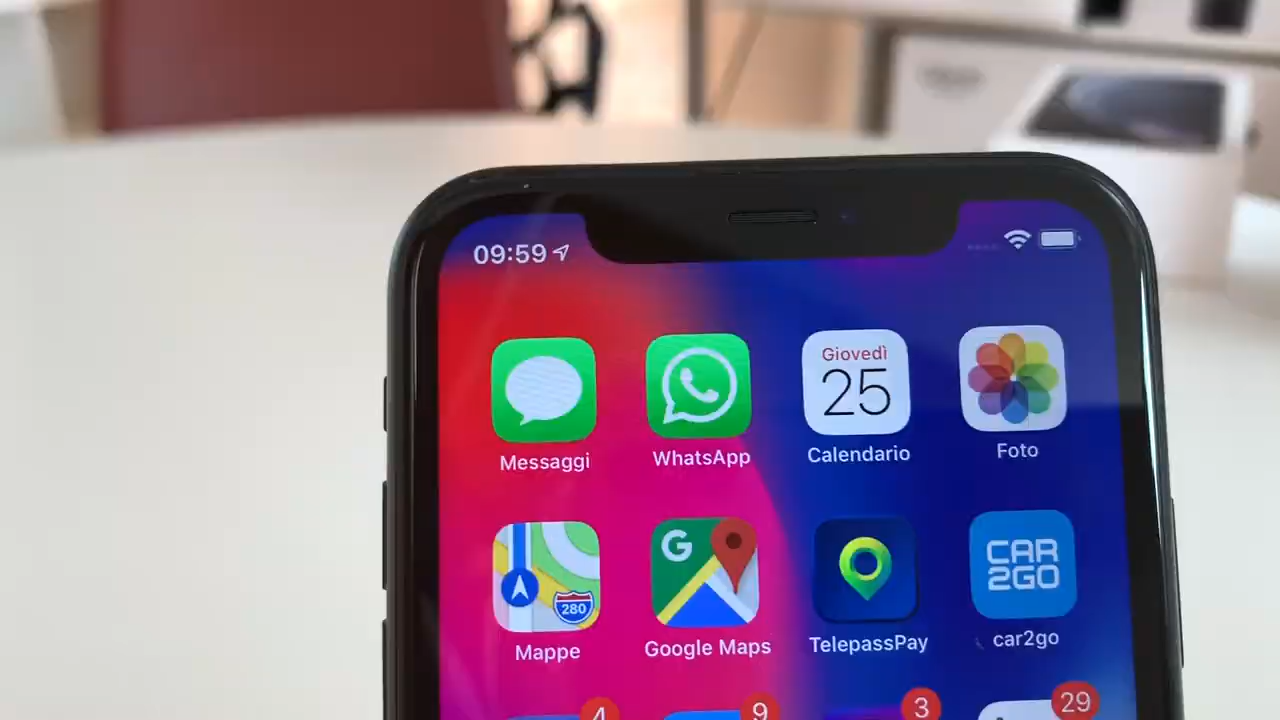 09:59
Giovedì
25
Messaggi
WhatsApp
Calendario
Foto
280
G
CAR
2GO
Mappe
Google Maps
TelepassPay
car2go
4
9
3
29